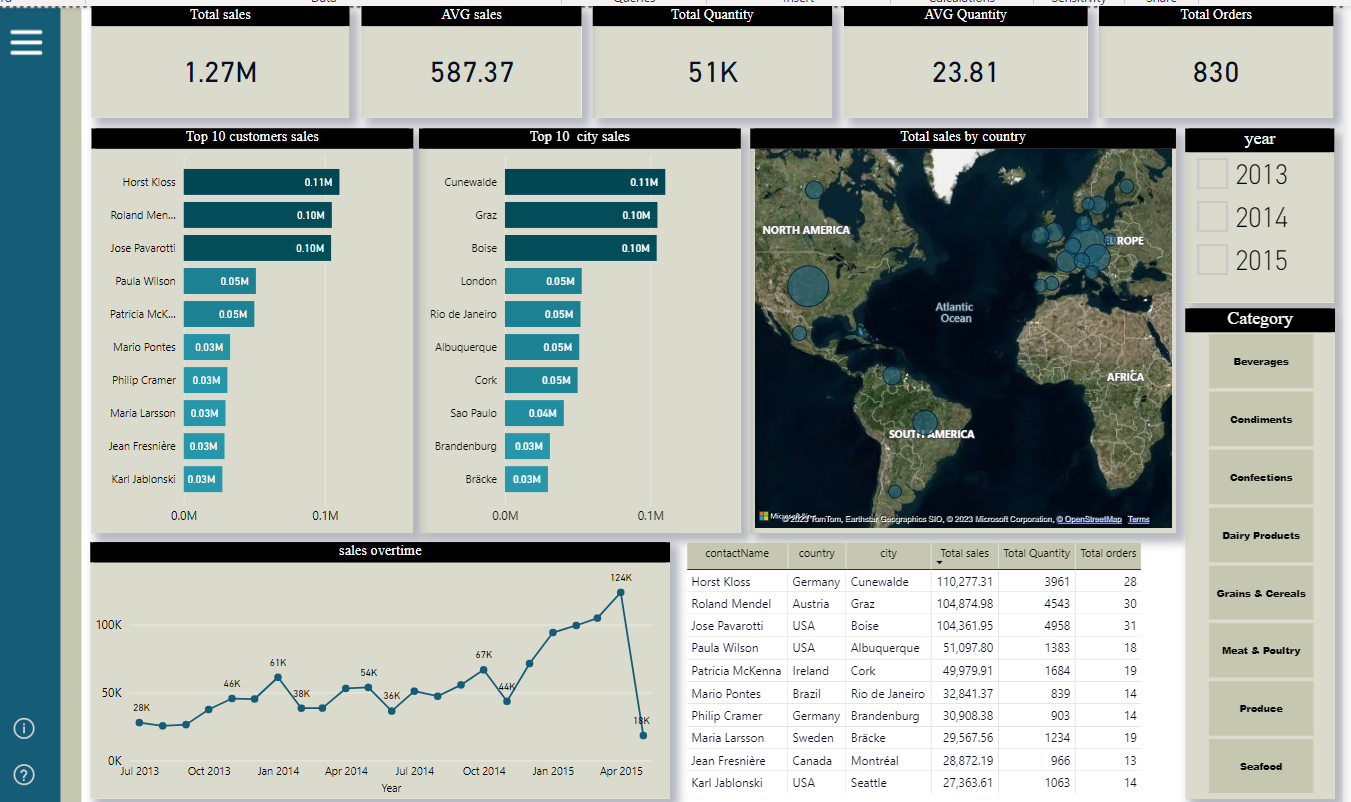 Total sales
1.27M
AVG sales
587.37
Total Quantity
51K
AVG Quantity
23.81
Total Orders
830
Top 10 customers sales
Horst Kloss 0.11M
Roland Men... 0.10M
Jose Pavarotti 0.10M
Paula Wilson 0.05M
Patricia McK... 0.05M
Mario Pontes 0.03M
Philip Cramer 0.03M
Maria Larsson 0.03M
Jean Fresnière 0.03M
Karl Jablonski 0.03M
0.0M 0.1M
Top 10 city sales
Cunewalde 0.11M
Graz 0.10M
Boise 0.10M
London 0.05M
Rio de Janeiro 0.05M
Albuquerque 0.05M
Cork 0.05M
Sao Paulo 0.04M
Brandenburg 0.03M
Bräcke 0.03M
0.0M 0.1M
Total sales by country
NORTH AMERICA
EUROPE
Atlantic
Ocean
AFRICA
SOUTH AMERICA
© 2023 TomTom, Earthstar Geographics SIO, © 2023 Microsoft Corporation, © OpenStreetMap Terms
year
2013
2014
2015
Category
Beverages
Condiments
Confections
Dairy Products
Grains & Cereals
Meat & Poultry
Produce
Seafood
sales overtime
124K
100K
67K
61K
54K
50K
46K
44K
38K
36K
28K
18K
0K
Jul 2013 Oct 2013 Jan 2014 Apr 2014 Jul 2014 Oct 2014 Jan 2015 Apr 2015
Year
contactName country city Total sales Total Quantity Total orders
Horst Kloss Germany Cunewalde 110,277.31 3961 28
Roland Mendel Austria Graz 104,874.98 4543 30
Jose Pavarotti USA Boise 104,361.95 4958 31
Paula Wilson USA Albuquerque 51,097.80 1383 18
Patricia McKenna Ireland Cork 49,979.91 1684 19
Mario Pontes Brazil Rio de Janeiro 32,841.37 839 14
Philip Cramer Germany Brandenburg 30,908.38 903 14
Maria Larsson Sweden Bräcke 29,567.56 1234 19
Jean Fresnière Canada Montréal 28,872.19 966 13
Karl Jablonski USA Seattle 27,363.61 1063 14